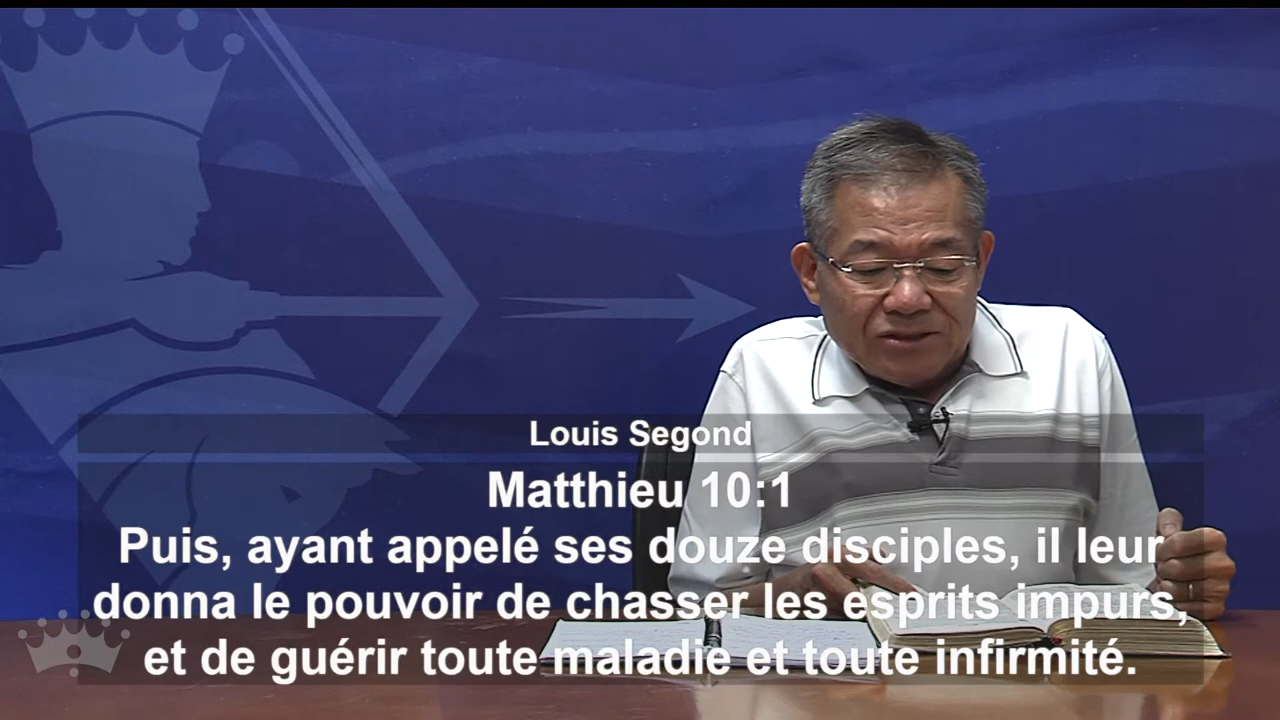 Louis Segond
Matthieu 10:1
Puis, ayant appelé ses douze disciples, il leur
donna le pouvoir de chasser les esprits impurs,
et de guérir toute maladie et toute infirmité.